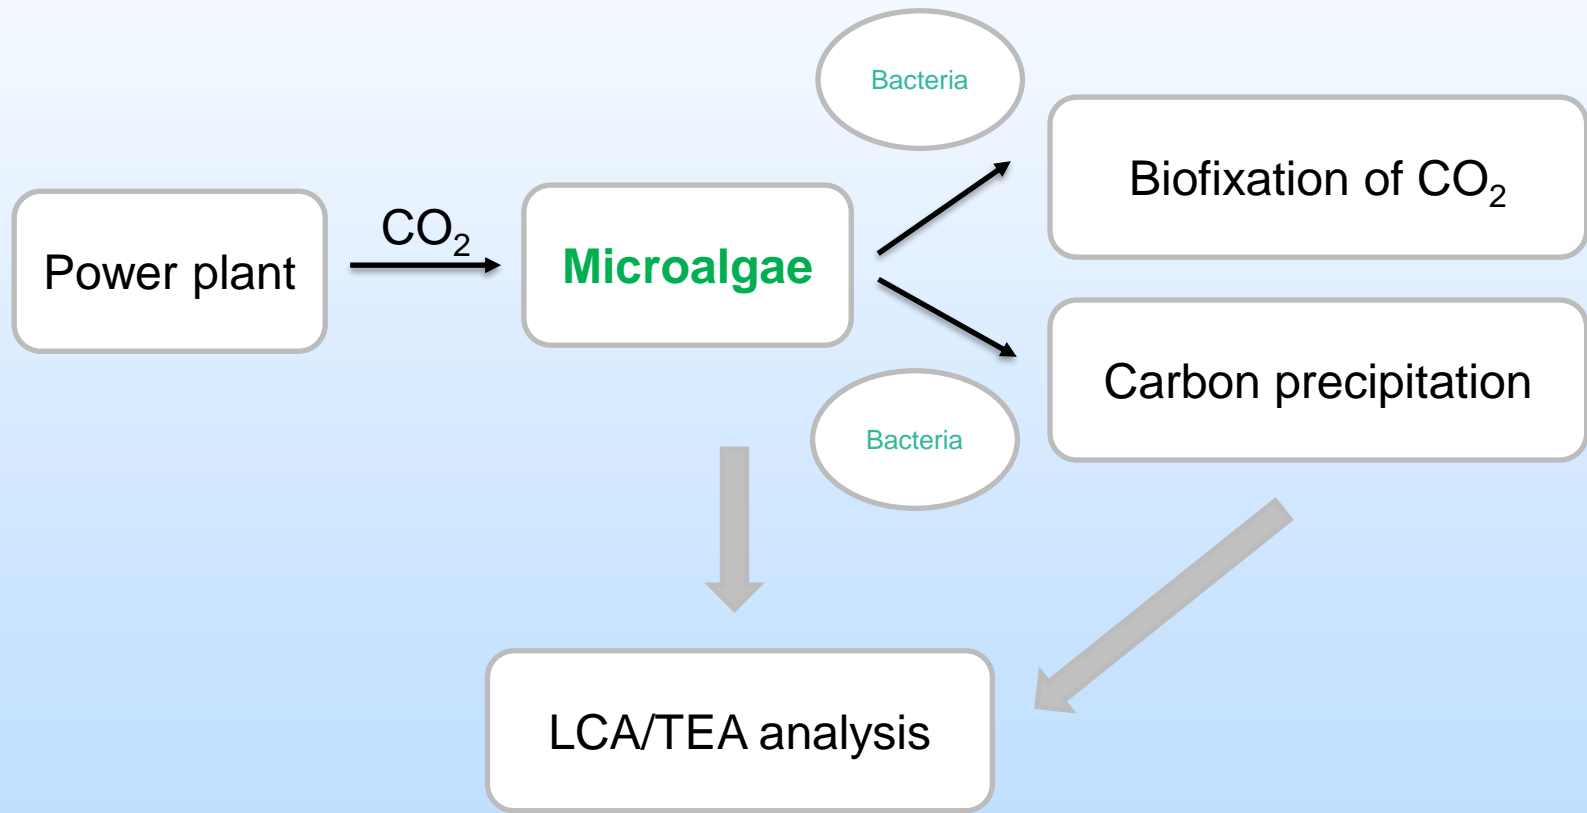 Bacteria
Biofixation of CO₂
Power plant
CO₂
Microalgae
Carbon precipitation
Bacteria
LCA/TEA analysis